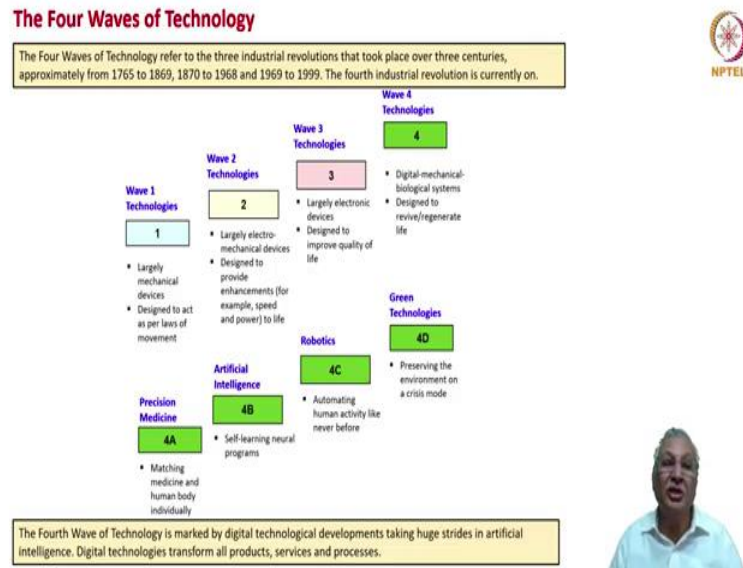 The Four Waves of Technology
NPTEL
The Four Waves of Technology refer to the three industrial revolutions that took place over three centuries,
approximately from 1765 to 1869, 1870 to 1968 and 1969 to 1999. The fourth industrial revolution is currently on.
Wave 1
Technologies
1
▪ Largely
mechanical
devices
▪ Designed to act
as per laws of
movement
Wave 2
Technologies
2
▪ Largely electro-
mechanical devices
▪ Designed to
provide
enhancements (for
example, speed
and power) to life
Wave 3
Technologies
3
▪ Largely electronic
devices
▪ Designed to
improve quality of
life
Wave 4
Technologies
4
▪ Digital-mechanical-
biological systems
▪ Designed to
revive/regenerate
life
Precision
Medicine
4A
▪ Matching
medicine and
human body
individually
Artificial
Intelligence
4B
▪ Self-learning neural
programs
Robotics
4C
▪ Automating
human activity like
never before
Green
Technologies
4D
▪ Preserving the
environment on
a crisis mode
The Fourth Wave of Technology is marked by digital technological developments taking huge strides in artificial
intelligence. Digital technologies transform all products, services and processes.